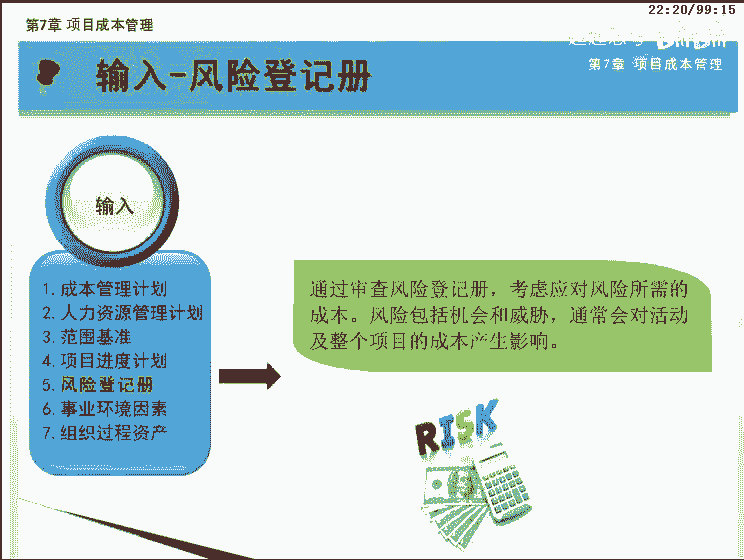 22:20/99:15
第7章 项目成本管理
输入-风险登记册
第7章 项目成本管理
输入
1. 成本管理计划
2. 人力资源管理计划
3. 范围基准
4. 项目进度计划
5. 风险登记册
6. 事业环境因素
7. 组织过程资产
通过审查风险登记册，考虑应对风险所需的
成本。风险包括机会和威胁，通常会对活动
及整个项目的成本产生影响。
RISK